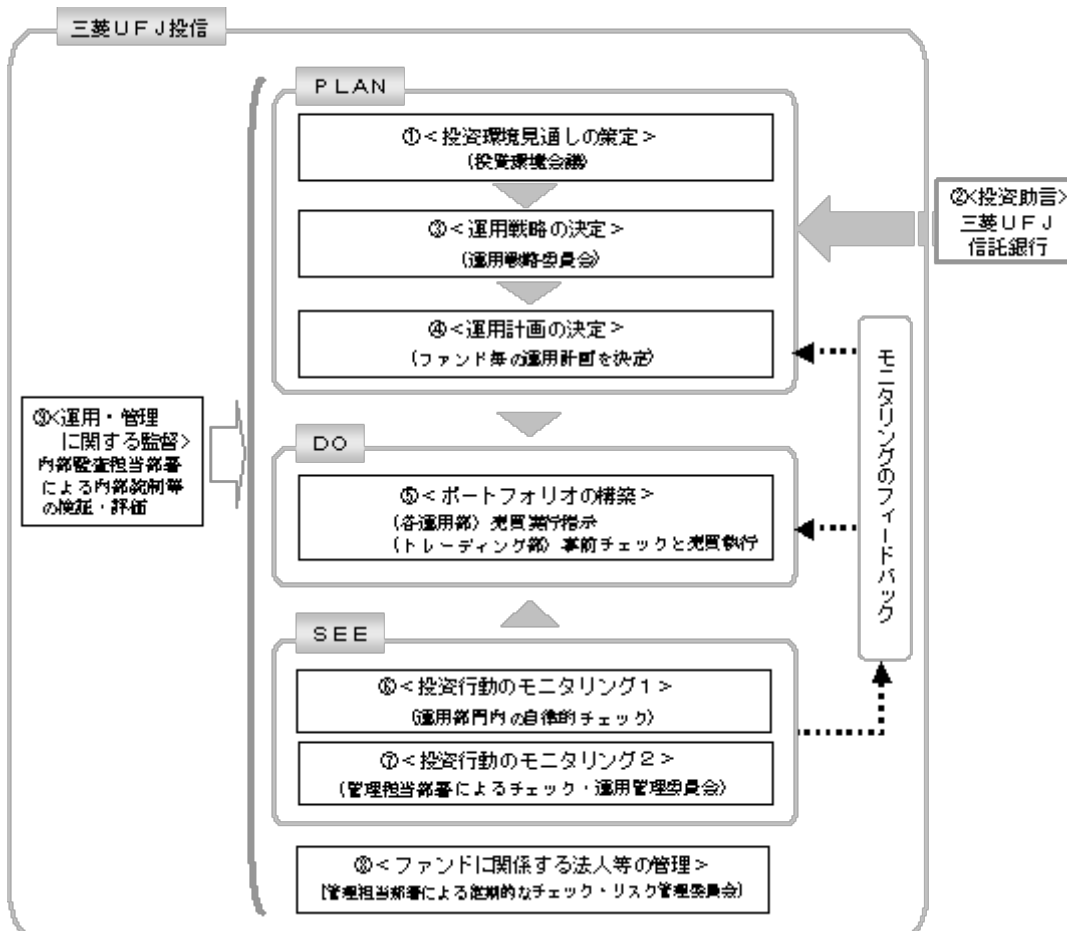 三菱UFJ投信
PLAN
①<投資環境見通しの策定>
(投資環境会議)
②<投資助言>
三菱UFJ
信託銀行
③<運用戦略の決定>
(運用戦略委員会)
④<運用計画の決定>
(ファンド毎の運用計画を決定)
モニタリングのフィードバック
⑨<運用・管理
に関する監督>
内部監査担当部署
による内部統制等
の検証・評価
DO
⑤<ポートフォリオの構築>
(各運用部)売買実行指示
(トレーディング部)事前チェックと売買執行
SEE
⑥<投資行動のモニタリング1>
(運用部門内の自律的チェック)
⑦<投資行動のモニタリング2>
(管理担当部署によるチェック・運用管理委員会)
⑧<ファンドに関係する法人等の管理>
(管理担当部署による定期的なチェック・リスク管理委員会)